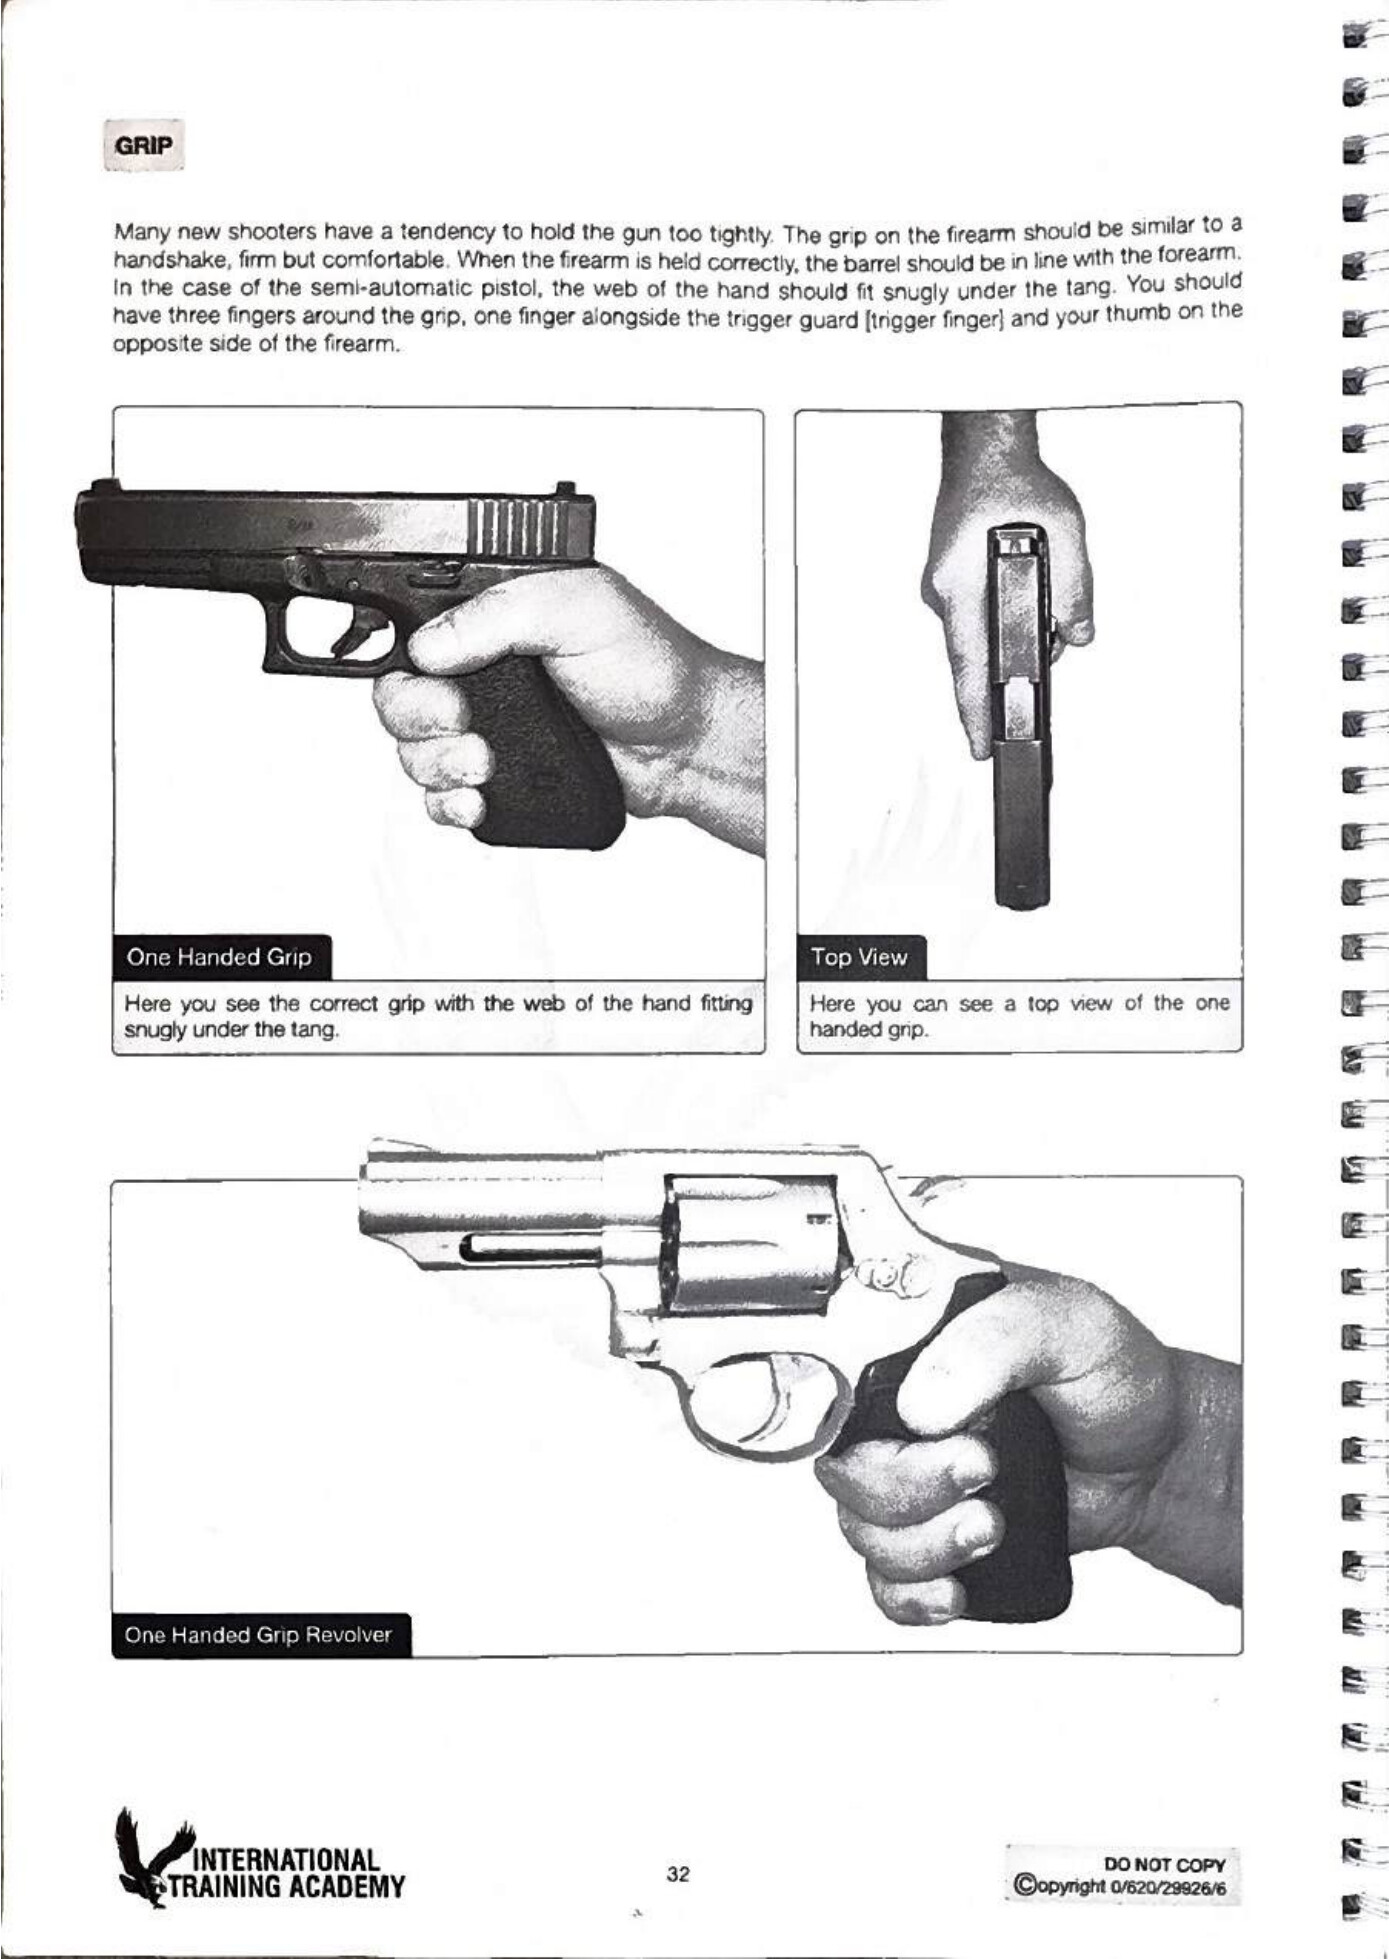 GRIP
Many new shooters have a tendency to hold the gun too tightly. The grip on the firearm should be similar to a
handshake, firm but comfortable. When the firearm is held correctly, the barrel should be in line with the forearm.
In the case of the semi-automatic pistol, the web of the hand should fit snugly under the tang. You should
have three fingers around the grip, one finger alongside the trigger guard [trigger finger] and your thumb on the
opposite side of the firearm.
One Handed Grip
Here you see the correct grip with the web of the hand fitting
snugly under the tang.
Top View
Here you can see a top view of the one
handed grip.
One Handed Grip Revolver
INTERNATIONAL
TRAINING ACADEMY
32
DO NOT COPY
©opyright 0/620/29926/6